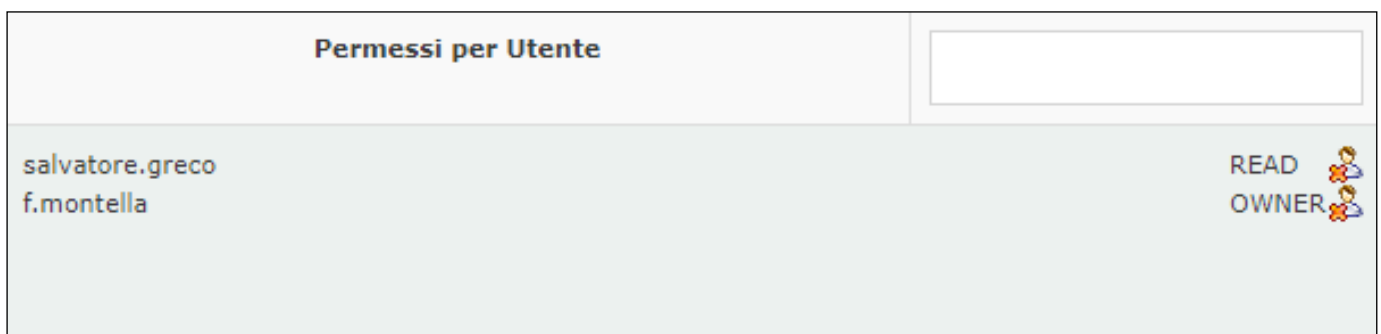 Permessi per Utente
salvatore.greco READ
f.montella OWNER